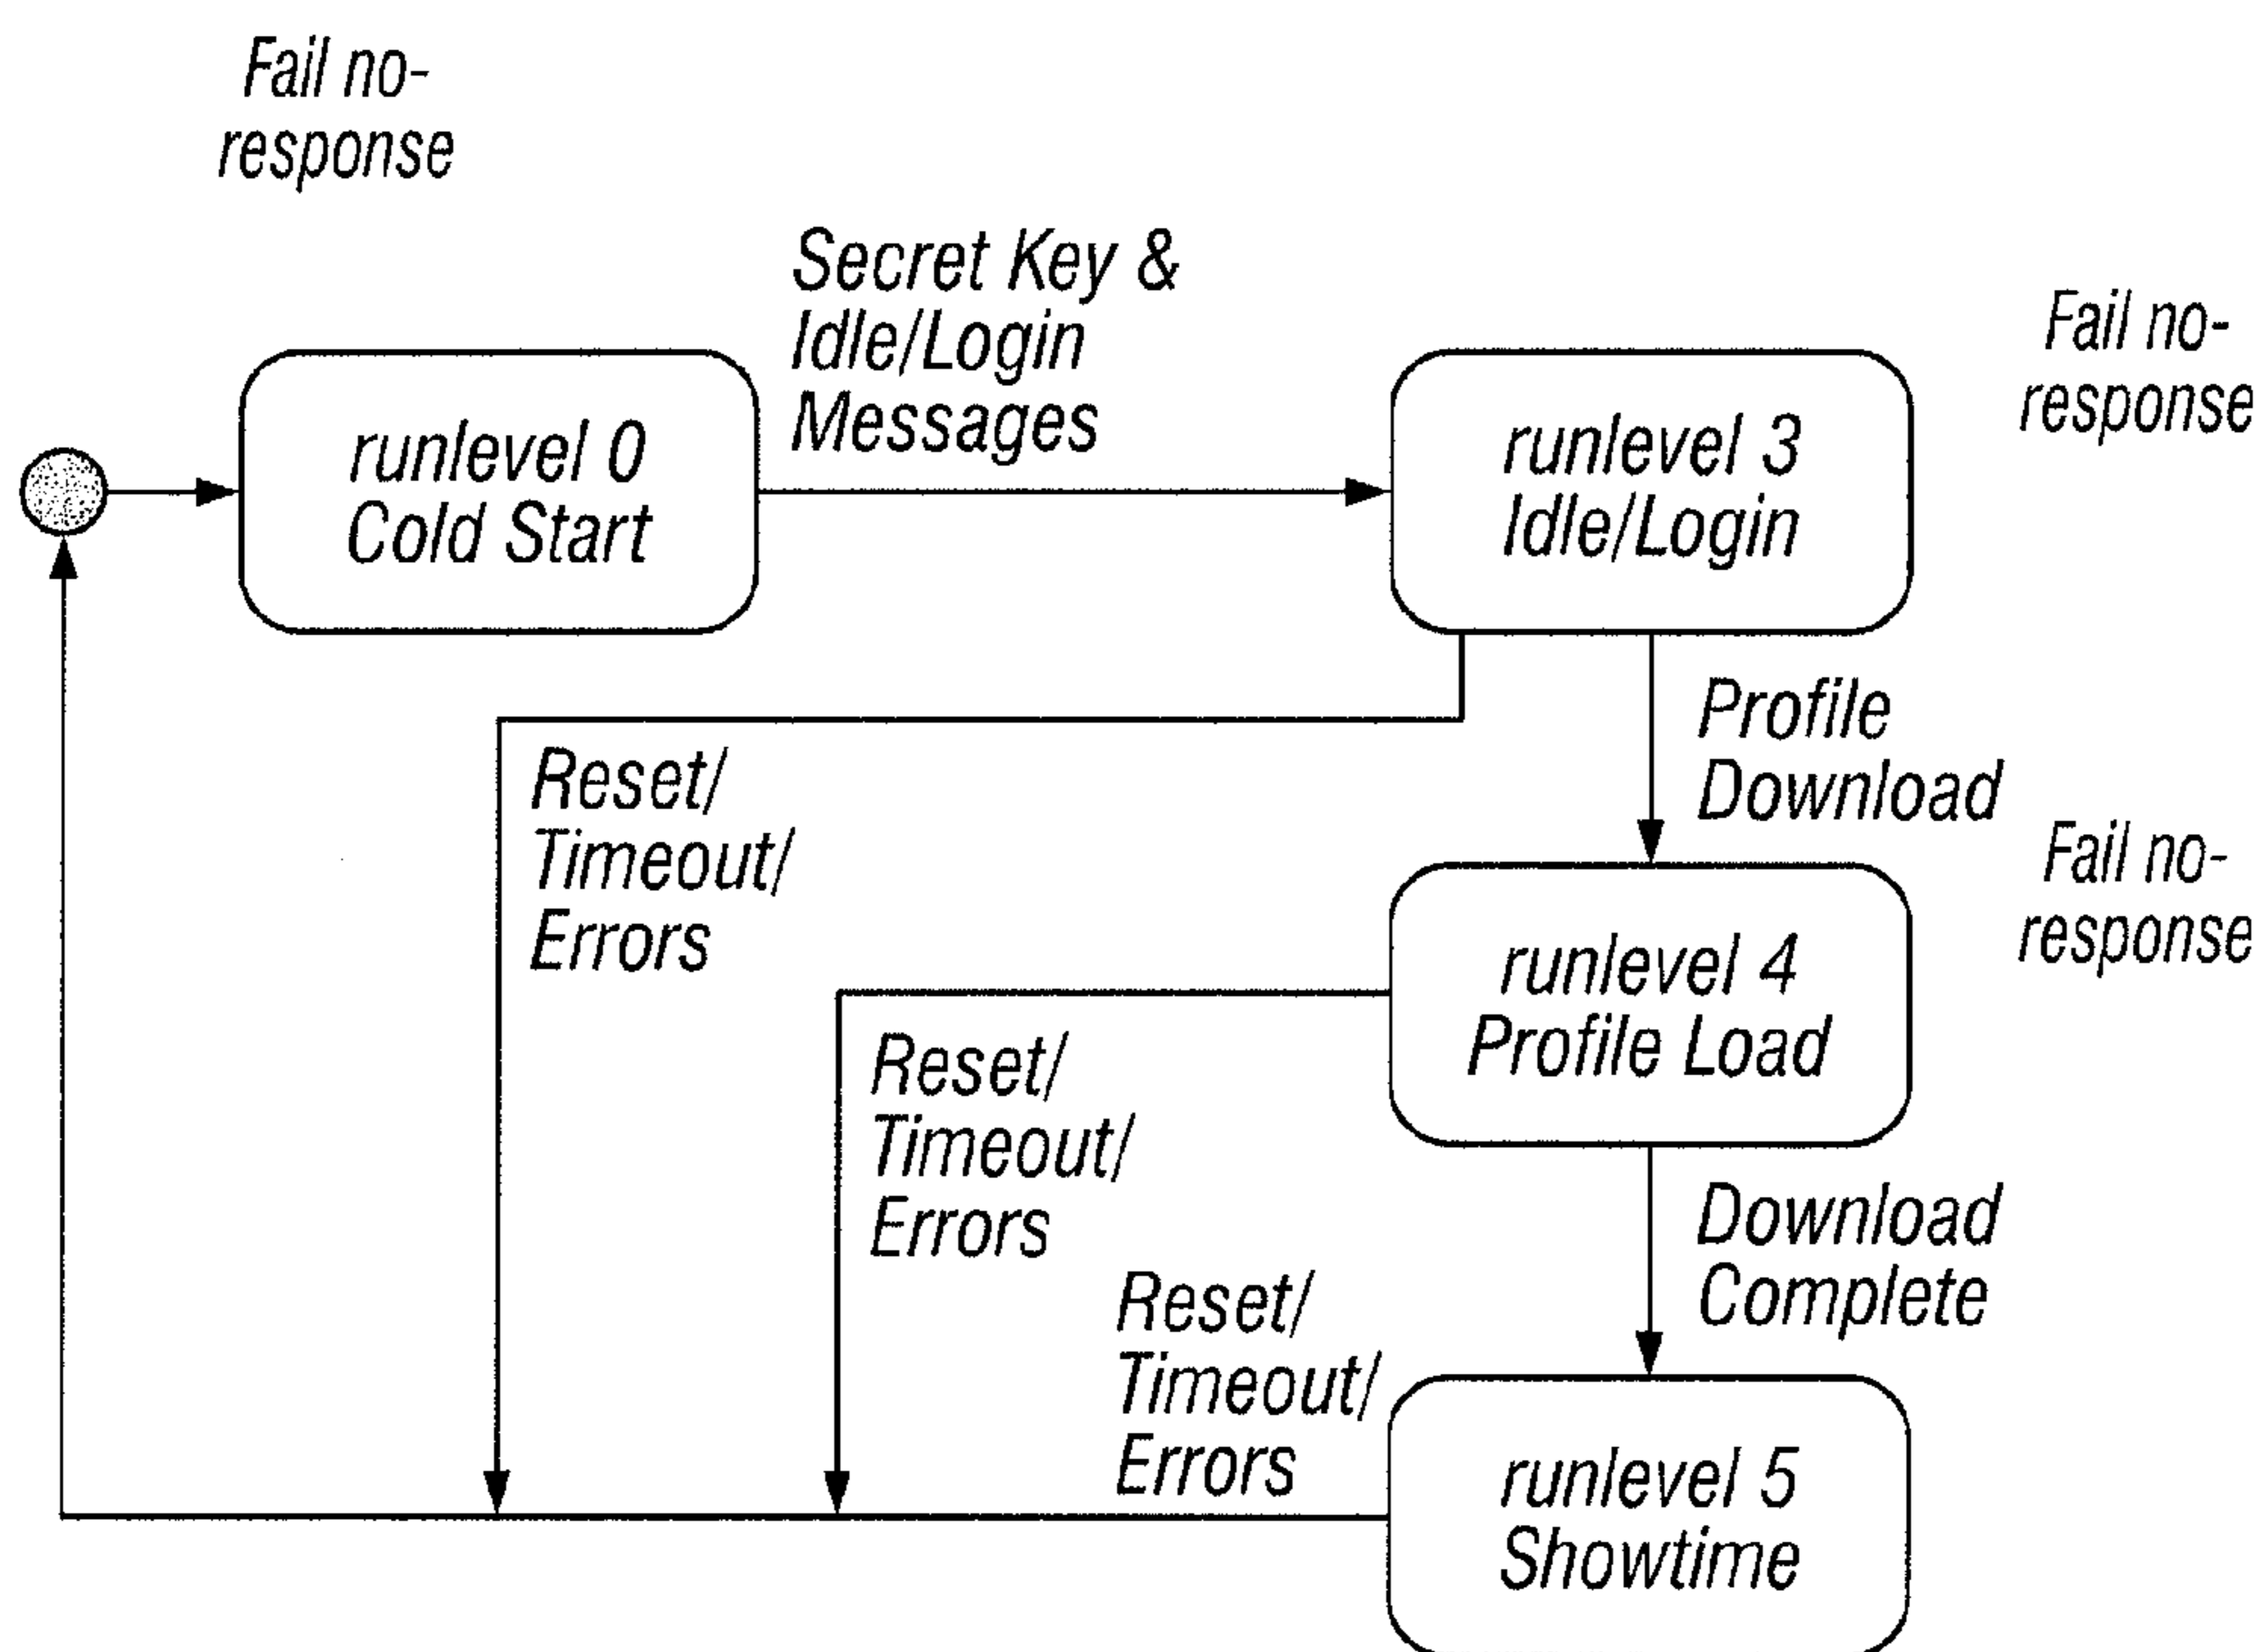 Fail no-
response
Secret Key &
Idle/Login
Messages
runlevel 0
Cold Start
runlevel 3
Idle/Login
Fail no-
response
Profile
Download
Reset/
Timeout/
Errors
Fail no-
response
runlevel 4
Profile Load
Reset/
Timeout/
Errors
Download
Complete
Reset/
Timeout/
Errors
runlevel 5
Showtime